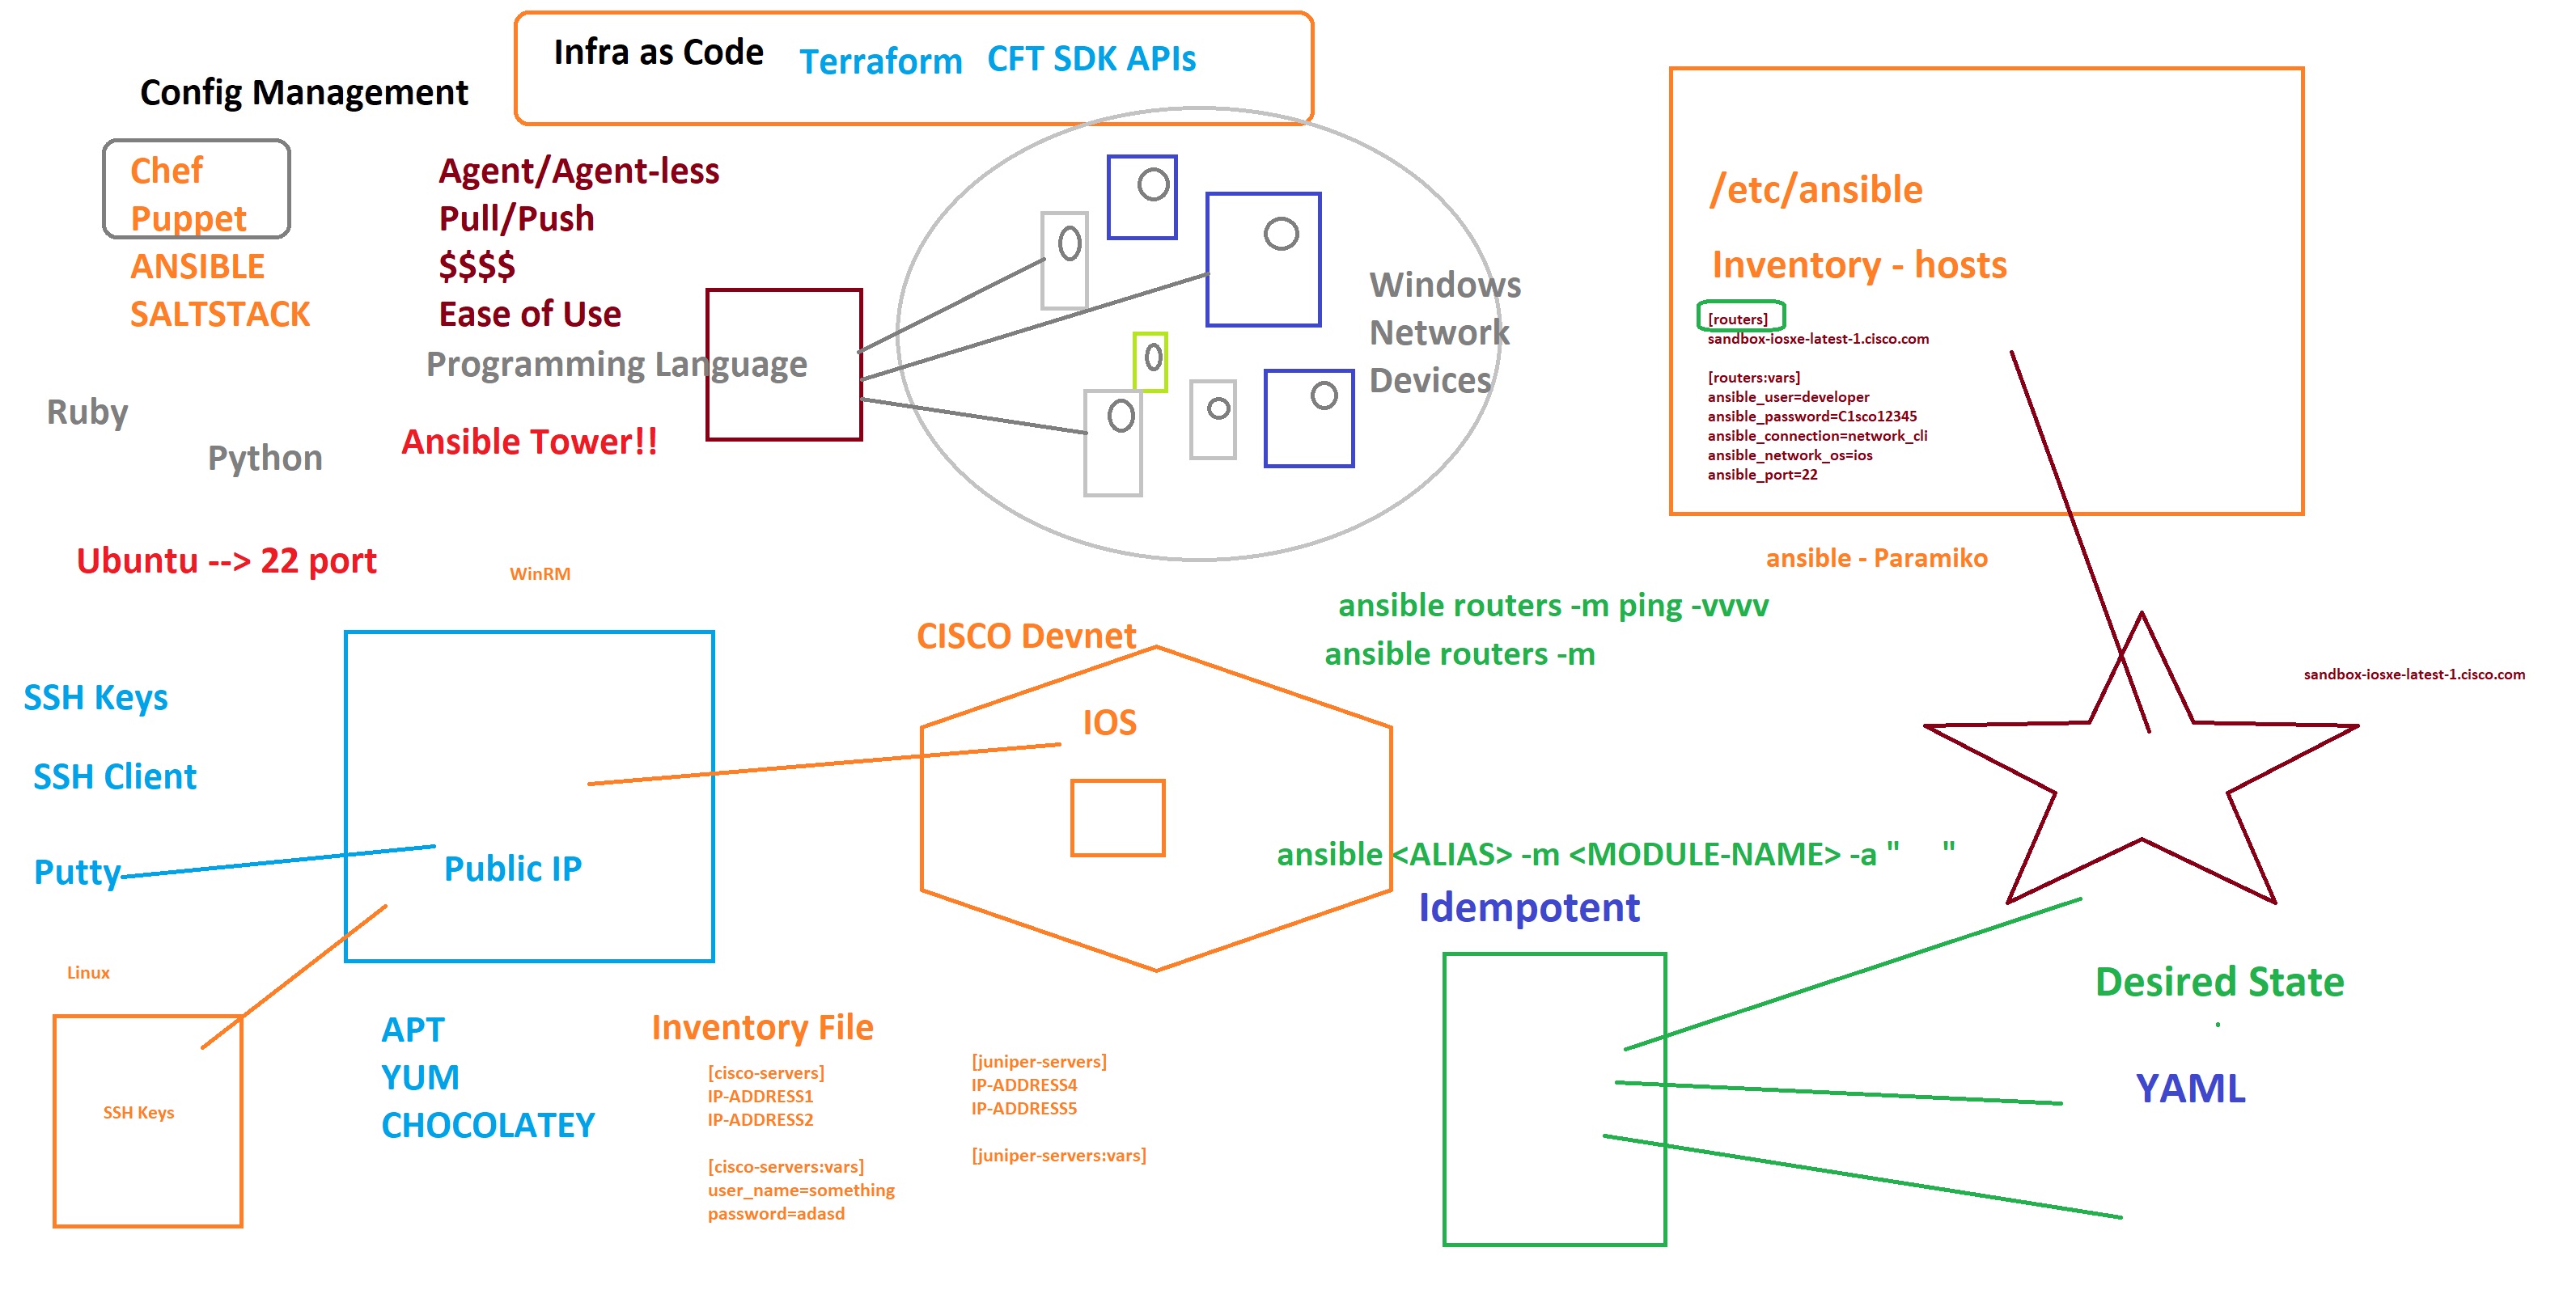 Infra as Code
Terraform
CFT SDK APIs
Config Management
Chef
Puppet
ANSIBLE
SALTSTACK
Agent/Agent-less
Pull/Push
$$$$
Ease of Use
Programming Language
Ruby
Python
Ansible Tower!!
Windows
Network
Devices
/etc/ansible
Inventory - hosts
[routers]
sandbox-iosxe-latest-1.cisco.com
[routers:vars]
ansible_user=developer
ansible_password=C1sco12345
ansible_connection=network_cli
ansible_network_os=ios
ansible_port=22
Ubuntu --> 22 port
WinRM
ansible - Paramiko
ansible routers -m ping -vvvv
ansible routers -m
CISCO Devnet
IOS
sandbox-iosxe-latest-1.cisco.com
SSH Keys
SSH Client
Putty
Public IP
ansible <ALIAS> -m <MODULE-NAME> -a " "
Idempotent
Linux
SSH Keys
APT
YUM
CHOCOLATEY
Inventory File
[cisco-servers]
IP-ADDRESS1
IP-ADDRESS2
[cisco-servers:vars]
user_name=something
password=adasd
[juniper-servers]
IP-ADDRESS4
IP-ADDRESS5
[juniper-servers:vars]
Desired State
YAML